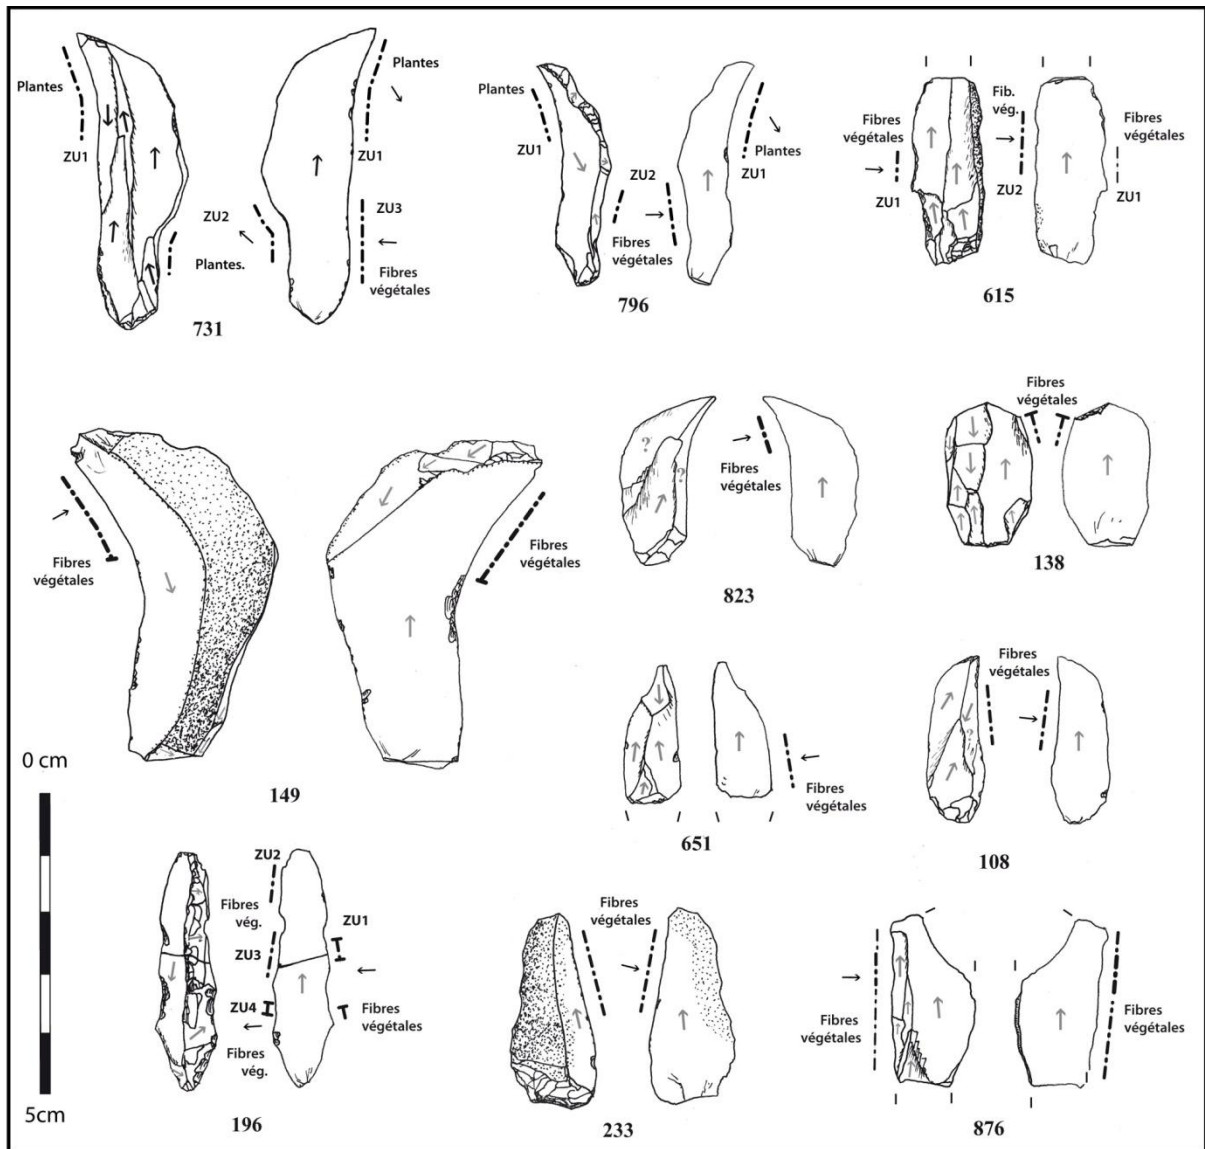 Plantes
ZU1
Plantes
ZU1
ZU2
Plantes.
ZU3
Fibres
végétales
731
Plantes
ZU1
ZU2
Fibres
végétales
Plantes
ZU1
796
Fibres
végétales
ZU1
Fib.
vég.
ZU2
Fibres
végétales
ZU1
615
Fibres
végétales
Fibres
végétales
149
?
?
Fibres
végétales
823
Fibres
végétales
138
Fibres
végétales
651
Fibres
végétales
?
108
0 cm
5cm
ZU2
Fibres
vég.
ZU1
ZU3
ZU4
Fibres
végétales
Fibres
vég.
196
Fibres
végétales
233
Fibres
végétales
Fibres
végétales
876